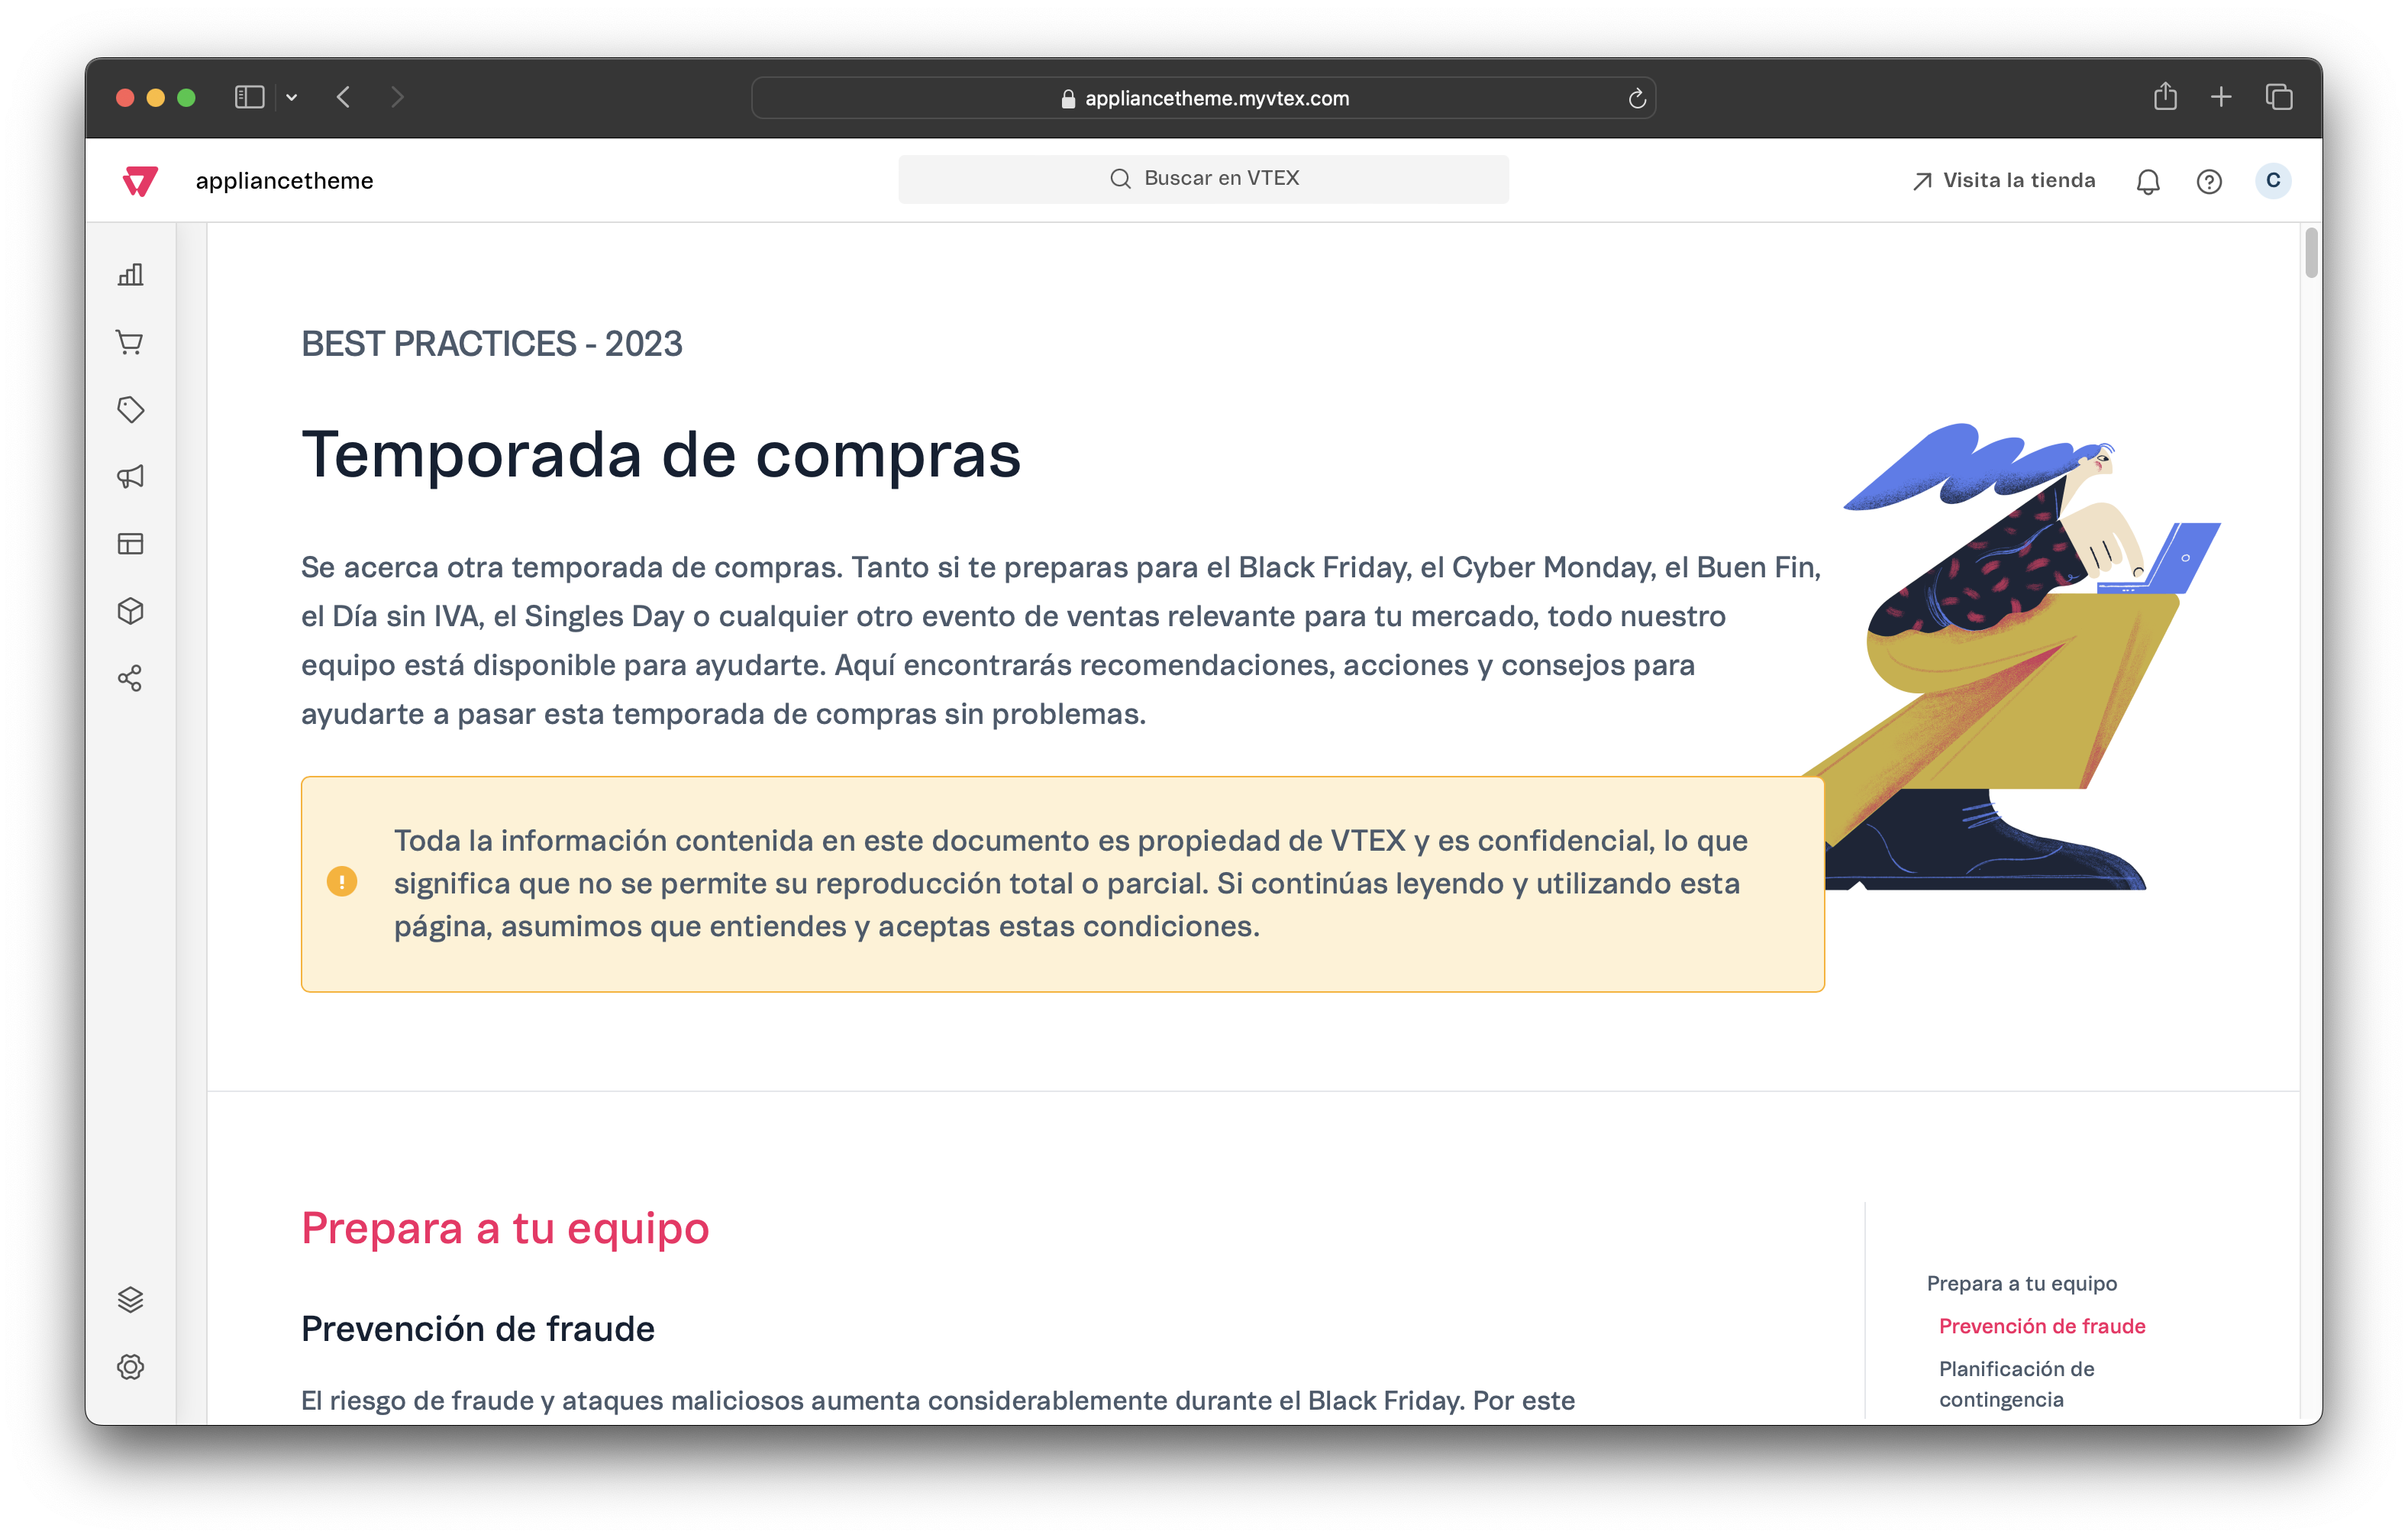 appliancetheme.myvtex.com
appliancetheme
Buscar en VTEX
Visita la tienda
C
BEST PRACTICES - 2023
Temporada de compras
Se acerca otra temporada de compras. Tanto si te preparas para el Black Friday, el Cyber Monday, el Buen Fin,
el Día sin IVA, el Singles Day o cualquier otro evento de ventas relevante para tu mercado, todo nuestro
equipo está disponible para ayudarte. Aquí encontrarás recomendaciones, acciones y consejos para
ayudarte a pasar esta temporada de compras sin problemas.
Toda la información contenida en este documento es propiedad de VTEX y es confidencial, lo que
significa que no se permite su reproducción total o parcial. Si continúas leyendo y utilizando esta
página, asumimos que entiendes y aceptas estas condiciones.
Prepara a tu equipo
Prevención de fraude
El riesgo de fraude y ataques maliciosos aumenta considerablemente durante el Black Friday. Por este
Prepara a tu equipo
Prevención de fraude
Planificación de
contingencia